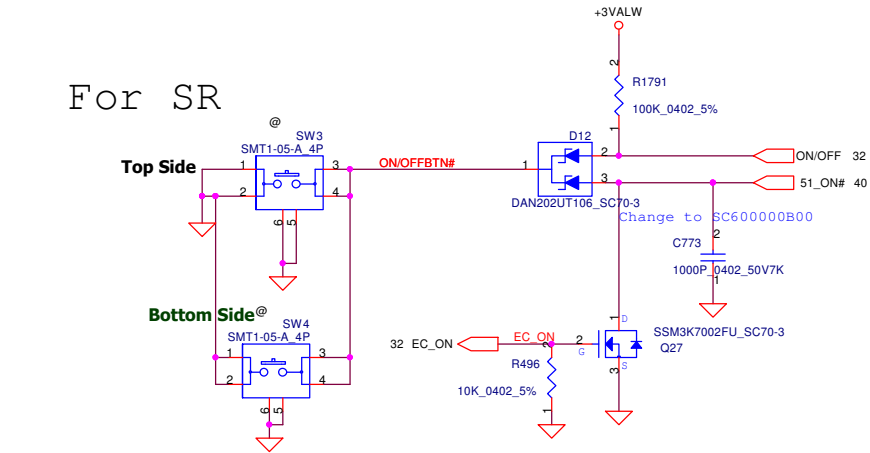 +3VALW
For SR
2
R1791
100K_0402_5%
1
@
SW3
SMT1-05-A_4P
D12
Top Side
1
3
ON/OFFBTN#
1
2
ON/OFF 32
2
4
3
51_ON# 40
DAN202UT106_SC70-3
6
5
Change to SC600000B00
2
C773
1000P_0402_50V7K
1
Bottom Side
@
SW4
SMT1-05-A_4P
1
D
SSM3K7002FU_SC70-3
Q27
32 EC_ON
EC_ON
2
G
1
3
2
R496
S
3
2
4
10K_0402_5%
6
5
1